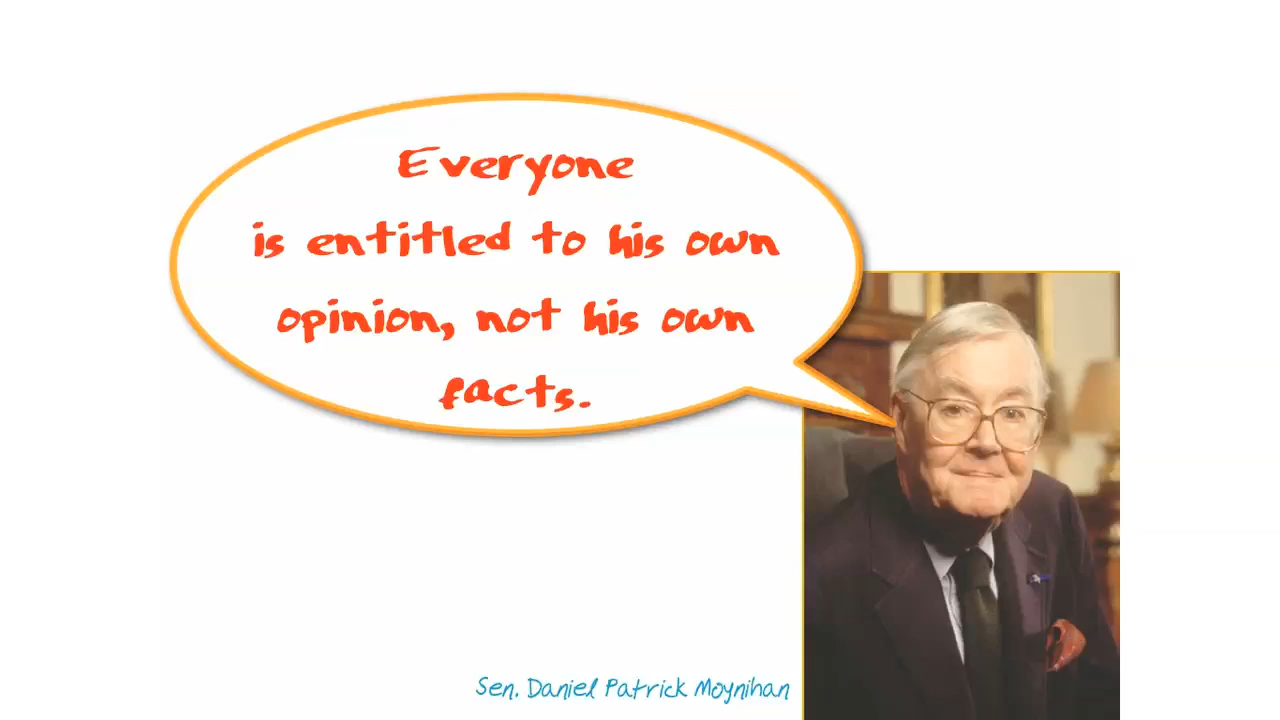 Everyone
is entitled to his own
opinion, not his own
facts.
Sen. Daniel Patrick Moynihan